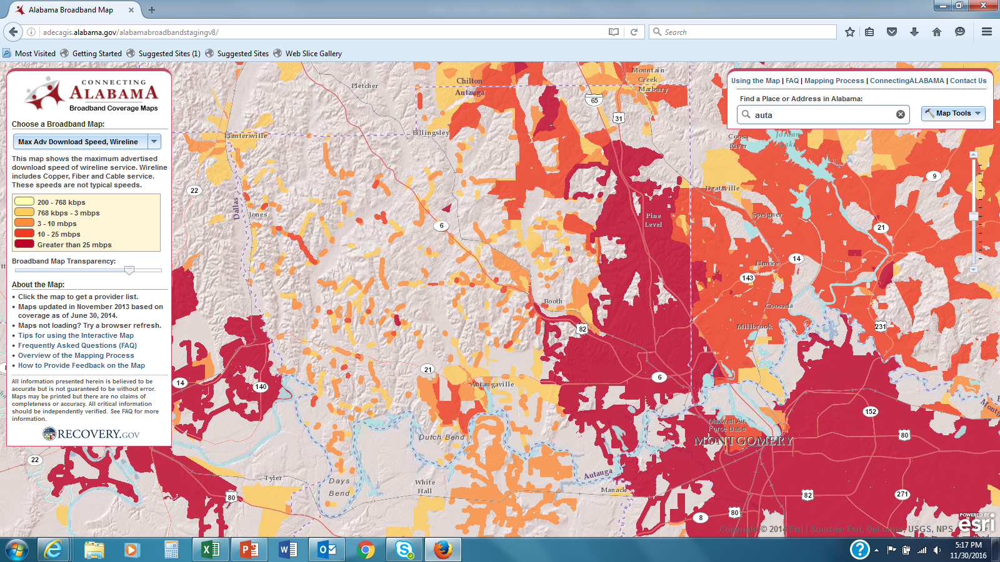 Alabama Broadband Map
adecagis.alabama.gov/alabamabroadbandstagingv8/
Search
Most Visited
Getting Started
Suggested Sites (1)
Suggested Sites
Web Slice Gallery
CONNECTING
ALABAMA
Broadband Coverage Maps
Choose a Broadband Map:
Max Adv Download Speed, Wireline
This map shows the maximum advertised
download speed of wireline service. Wireline
includes Copper, Fiber and Cable service.
These speeds are not typical speeds.
200 - 768 kbps
768 kbps - 3 mbps
3 - 10 mbps
10 - 25 mbps
Greater than 25 mbps
Broadband Map Transparency:
About the Map:
• Click the map to get a provider list.
• Maps updated in November 2013 based on
coverage as of June 30, 2014.
• Maps not loading? Try a browser refresh.
• Tips for using the Interactive Map
• Frequently Asked Questions (FAQ)
• Overview of the Mapping Process
• How to Provide Feedback on the Map
All information presented herein is believed to be
accurate but is not guaranteed to be without error.
Maps may be printed but there are no claims of
completeness or accuracy. All critical information
should be independently verified. See FAQ for more
information.
RECOVERY.GOV
Using the Map | FAQ | Mapping Process | ConnectingALABAMA | Contact Us
Find a Place or Address in Alabama:
auta
Map Tools
Pletcher
Chilton
Autauga
Mountain
Creek
Marbury
65
31
Plantersville
Billingsley
Coosa
River
Jordan
Lake
22
Deatsville
9
Dallas
Jones
6
Pine
Level
Speigner
21
14
Elmore
143
Booth
Coosada
82
Millbrook
231
21
14
140
Autaugaville
6
152
Dutch Bend
Maxwell Air
Force Base
MONTGOMERY
80
22
Tyler
Days
Bend
White
Hall
Autauga
Manack
80
82
271
8
80
POWERED BY
esri
Copyright © 2014 Esri | Sources: Esri, DeLorme, USGS, NPS
5:17 PM
11/30/2016